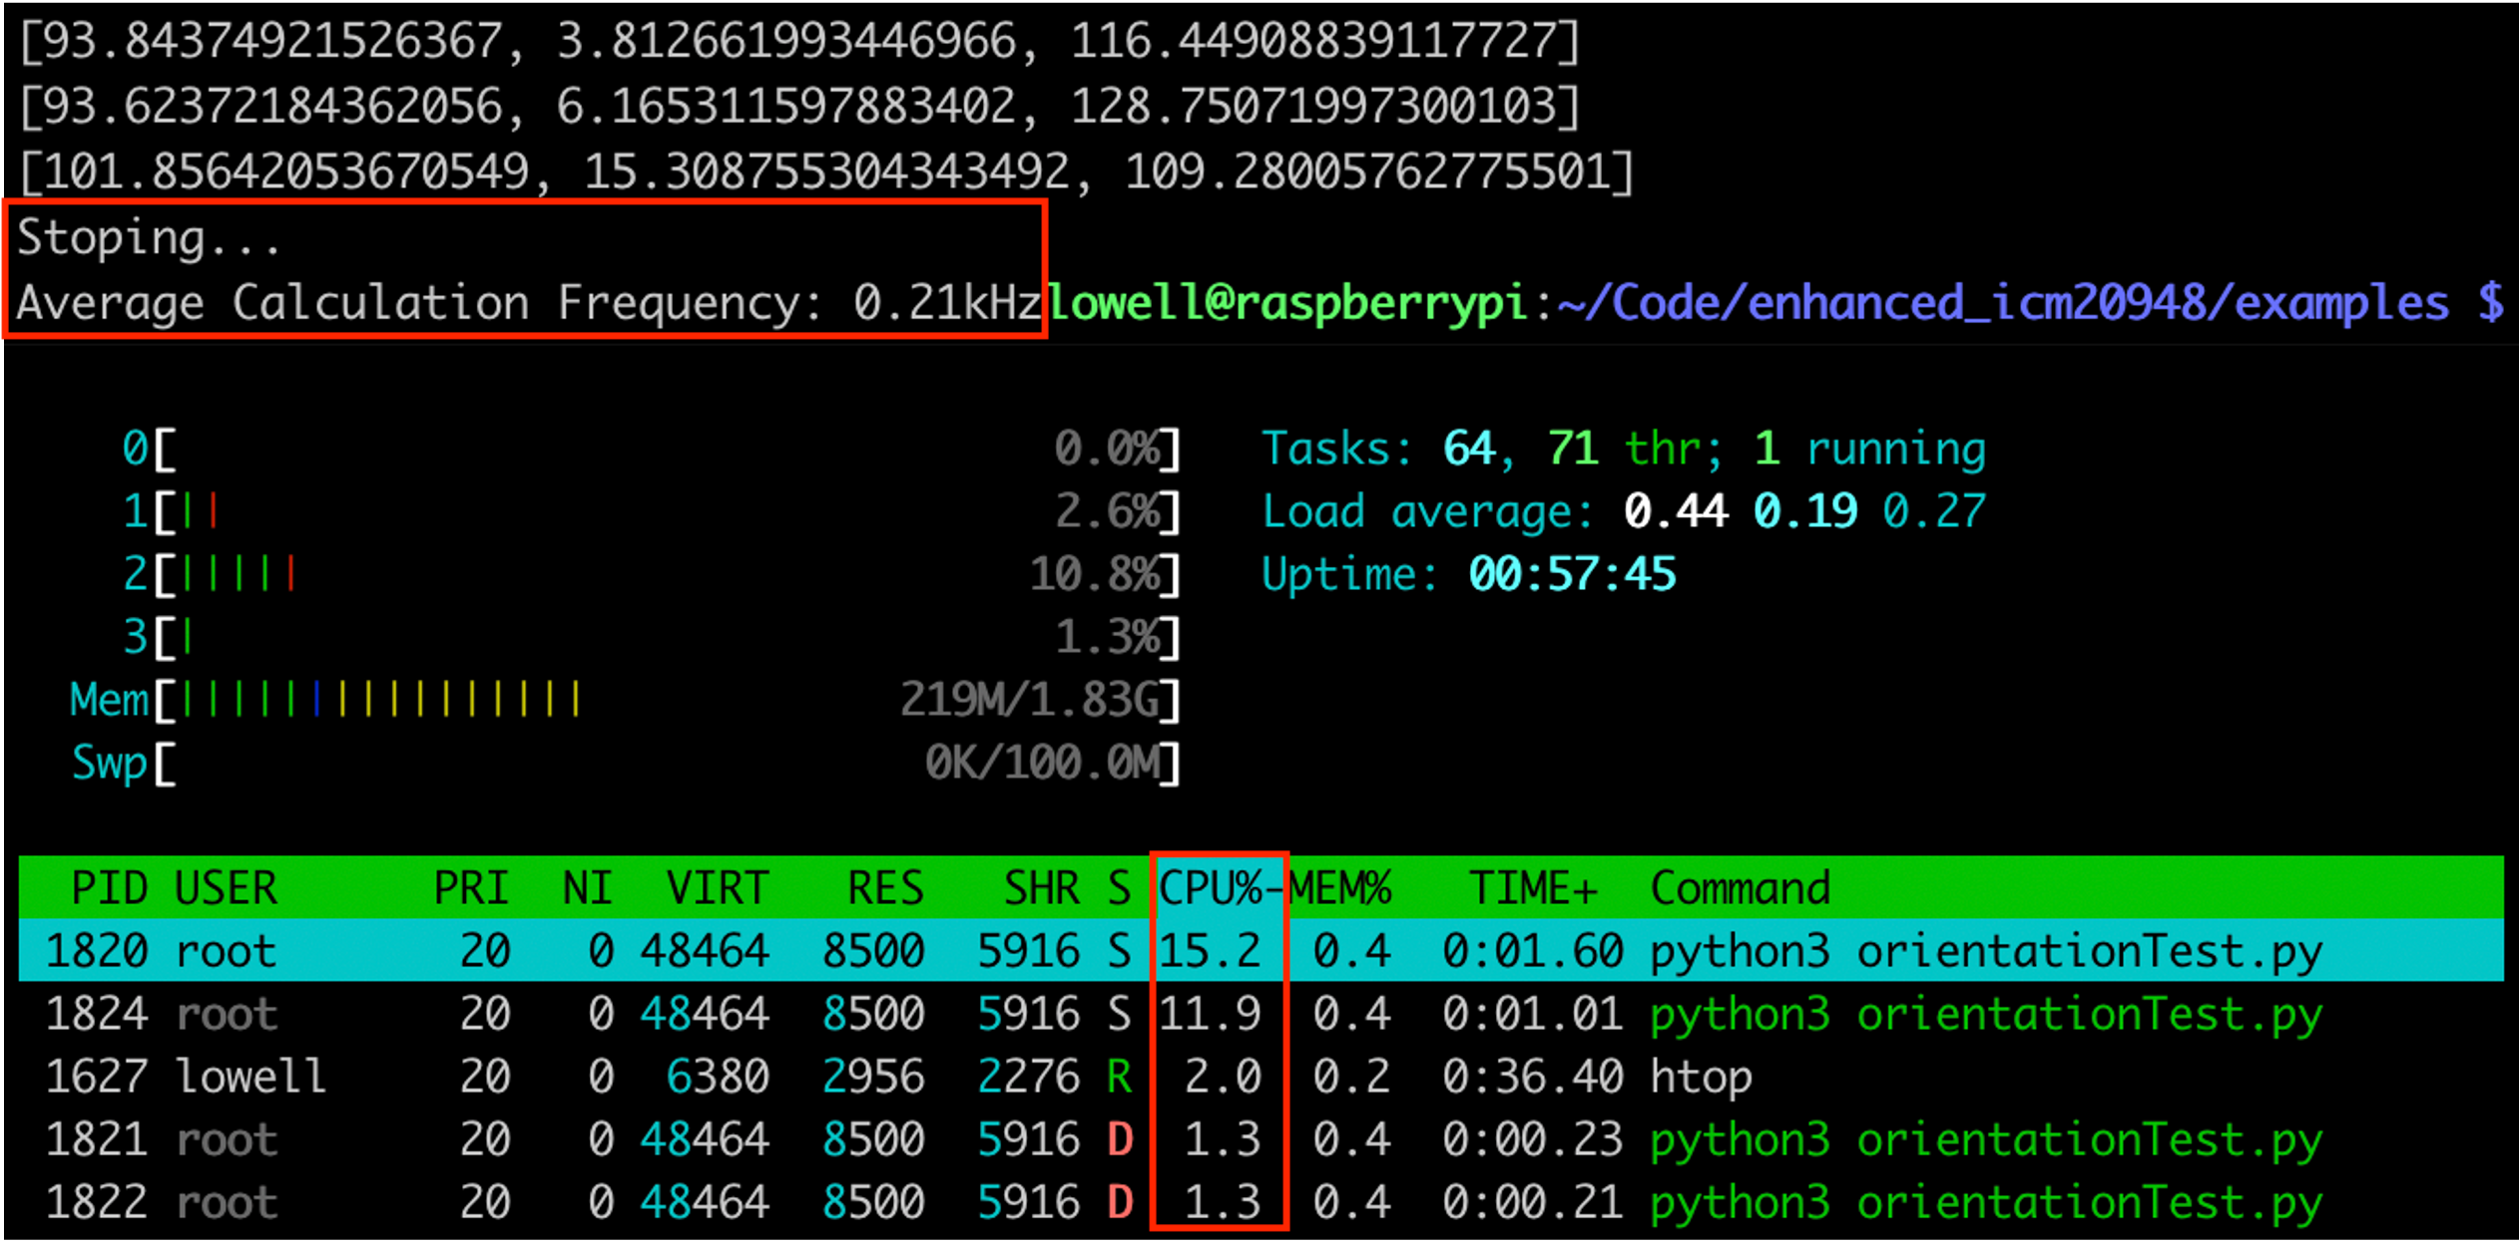 [93.84374921526367, 3.812661993446966, 116.44908839117727]
[93.62372184362056, 6.165311597883402, 128.75071997300103]
[101.85642053670549, 15.308755304343492, 109.28005762775501]
Stoping...
Average Calculation Frequency: 0.21kHzlowell@raspberrypi:~/Code/enhanced_icm20948/examples $
0[ 0.0%] Tasks: 64, 71 thr; 1 running
1[|| 2.6%] Load average: 0.44 0.19 0.27
2[||||| 10.8%] Uptime: 00:57:45
3[| 1.3%]
Mem[|||||||||||||||| 219M/1.83G]
Swp[ 0K/100.0M]
PID USER PRI NI VIRT RES SHR S CPU%-MEM% TIME+ Command
1820 root 20 0 48464 8500 5916 S 15.2 0.4 0:01.60 python3 orientationTest.py
1824 root 20 0 48464 8500 5916 S 11.9 0.4 0:01.01 python3 orientationTest.py
1627 lowell 20 0 6380 2956 2276 R 2.0 0.2 0:36.40 htop
1821 root 20 0 48464 8500 5916 D 1.3 0.4 0:00.23 python3 orientationTest.py
1822 root 20 0 48464 8500 5916 D 1.3 0.4 0:00.21 python3 orientationTest.py